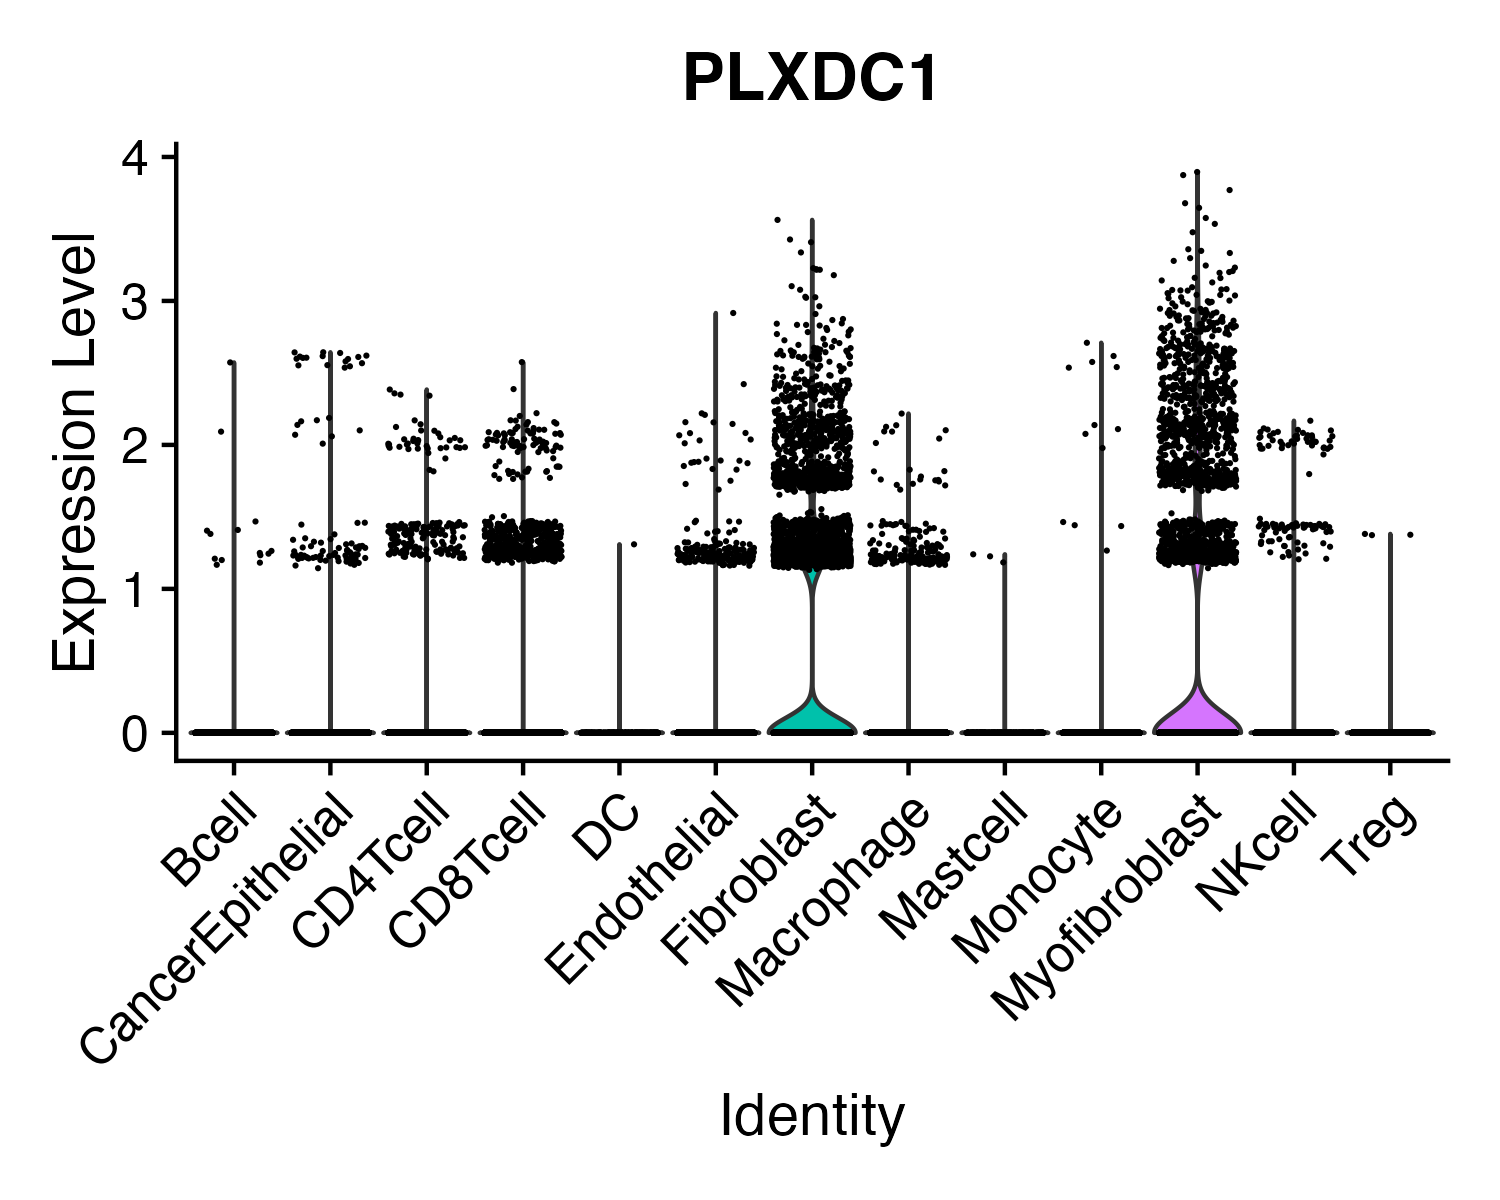 PLXDC1
Expression Level
4
3
2
1
0
Bcell
CancerEpithelial
CD4Tcell
CD8Tcell
DC
Endothelial
Fibroblast
Macrophage
Mastcell
Monocyte
Myofibroblast
NKcell
Treg
Identity